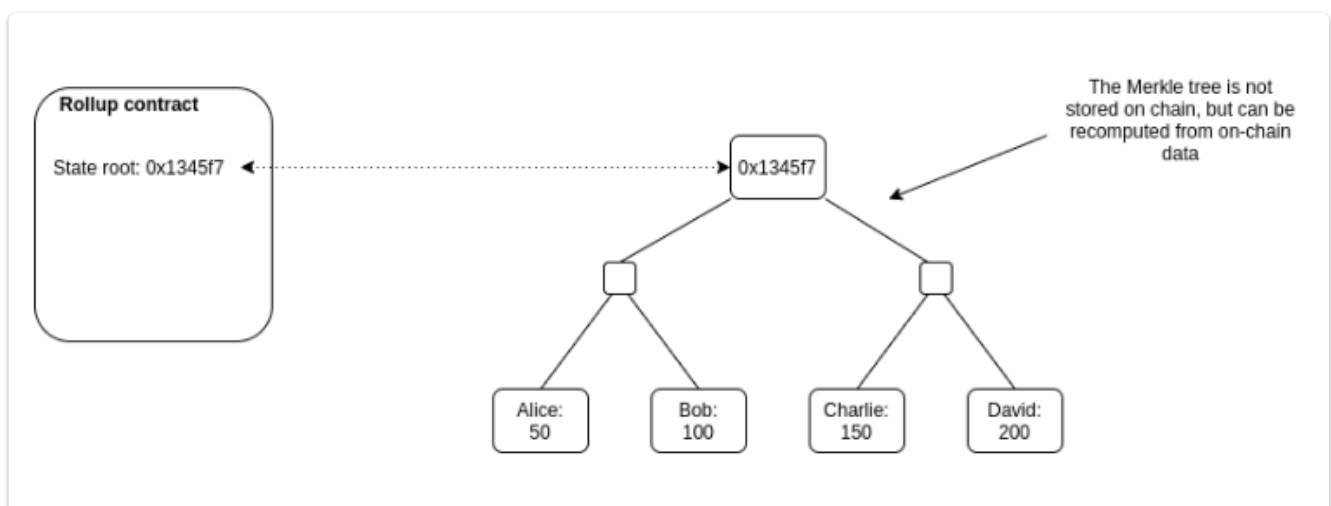 Rollup contract
State root: 0x1345f7
0x1345f7
The Merkle tree is not
stored on chain, but can be
recomputed from on-chain
data
Alice:
50
Bob:
100
Charlie:
150
David:
200